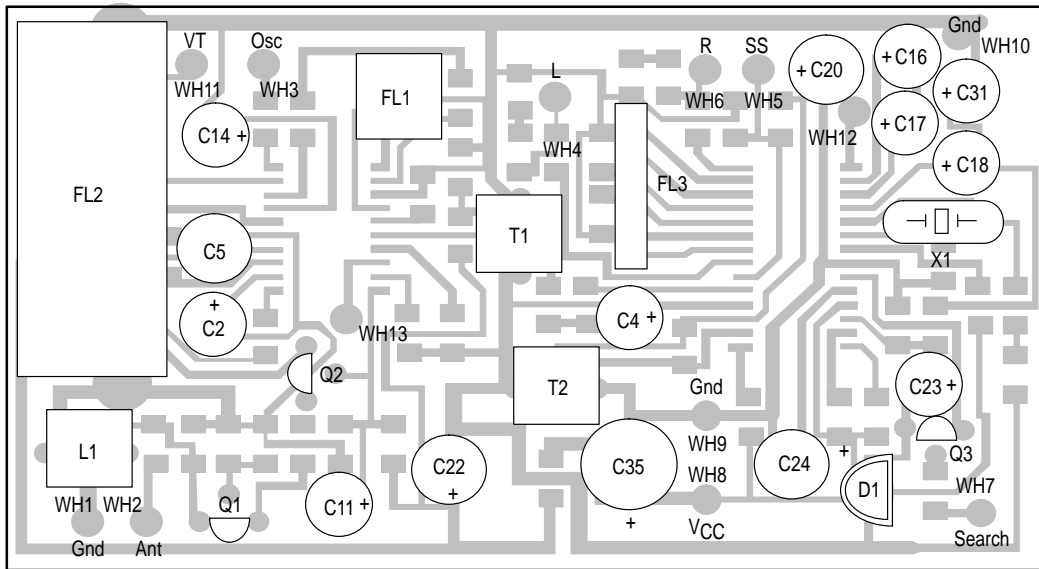 VT
Osc
WH11
WH3
C14 +
FL1
L
WH4
R
SS
WH6
WH5
+ C20
WH12
+ C16
Gnd
WH10
+ C31
+ C17
+ C18
FL2
FL3
C5
T1
X1
+
C2
WH13
C4 +
Q2
T2
Gnd
WH9
C23 +
Q3
L1
WH1
WH2
Q1
C11 +
C22
+
C35
+
WH8
VCC
C24
+
D1
WH7
Search
Gnd
Ant